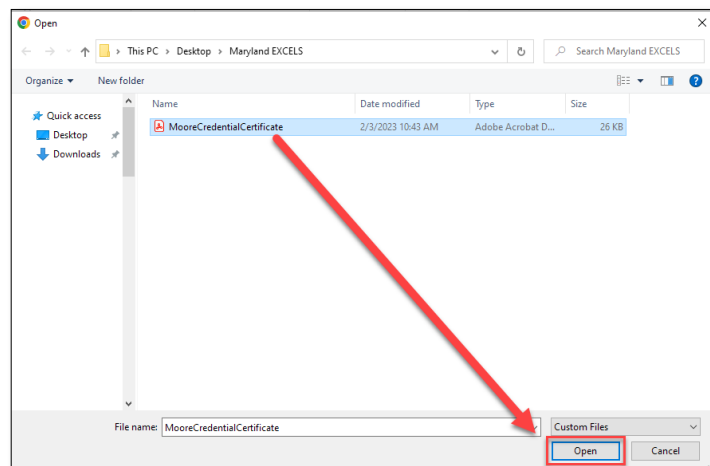 Open
This PC > Desktop > Maryland EXCELS
Search Maryland EXCELS
Organize
New folder
Name Date modified Type Size
Quick access
Desktop
Downloads
MooreCredentialCertificate 2/3/2023 10:43 AM Adobe Acrobat D... 26 KB
File name: MooreCredentialCertificate Custom Files
Open Cancel